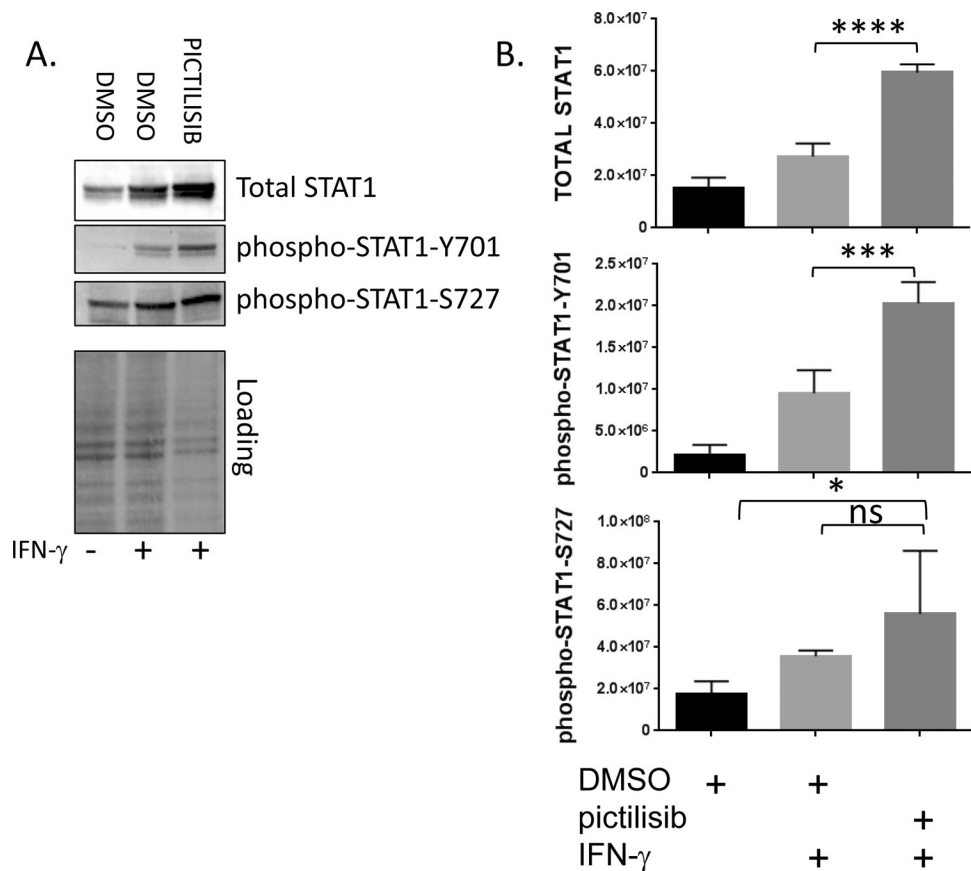 A.
DMSO
DMSO
PICTILISIB
Total STAT1
phospho-STAT1-Y701
phospho-STAT1-S727
Loading
IFN-γ - + +
B.
TOTAL STAT1
8.0×10⁷
6.0×10⁷
4.0×10⁷
2.0×10⁷
0
****
phospho-STAT1-Y701
2.5×10⁷
2.0×10⁷
1.5×10⁷
1.0×10⁷
5.0×10⁶
0
***
phospho-STAT1-S727
1.0×10⁸
8.0×10⁷
6.0×10⁷
4.0×10⁷
2.0×10⁷
0
*
ns
DMSO + +
pictilisib +
IFN-γ + +